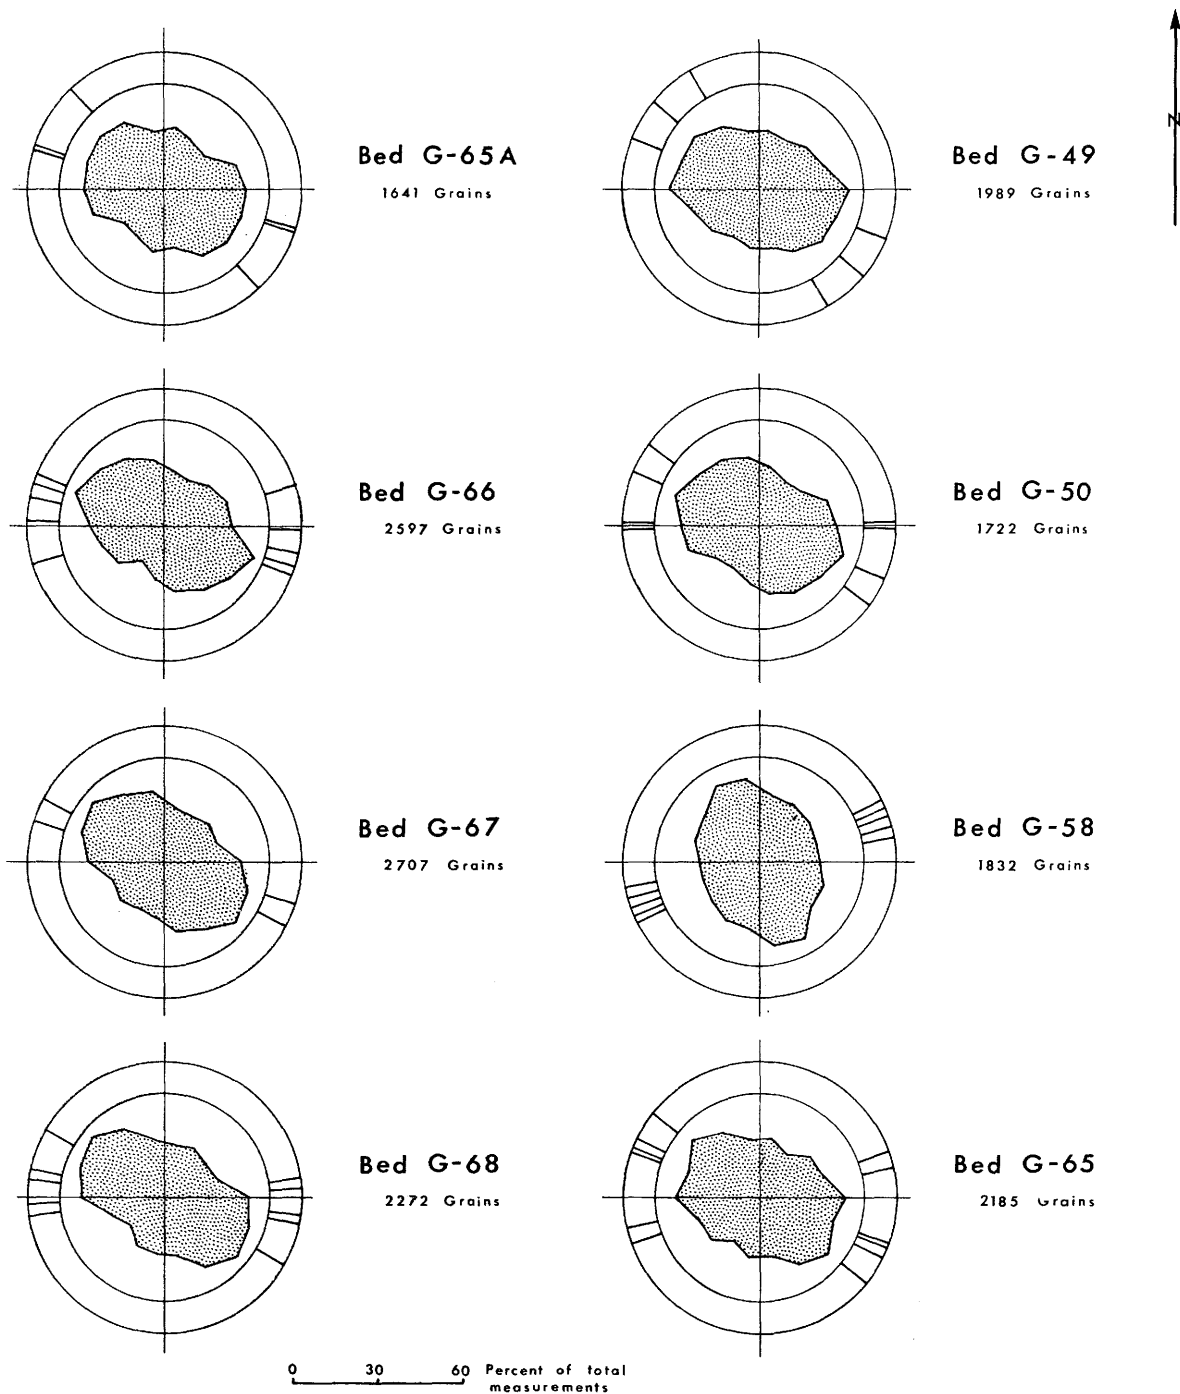 N
Bed G-65A
1641 Grains
Bed G-49
1989 Grains
Bed G-66
2597 Grains
Bed G-50
1722 Grains
Bed G-67
2707 Grains
Bed G-58
1832 Grains
Bed G-68
2272 Grains
Bed G-65
2185 Grains
0 30 60 Percent of total
measurements